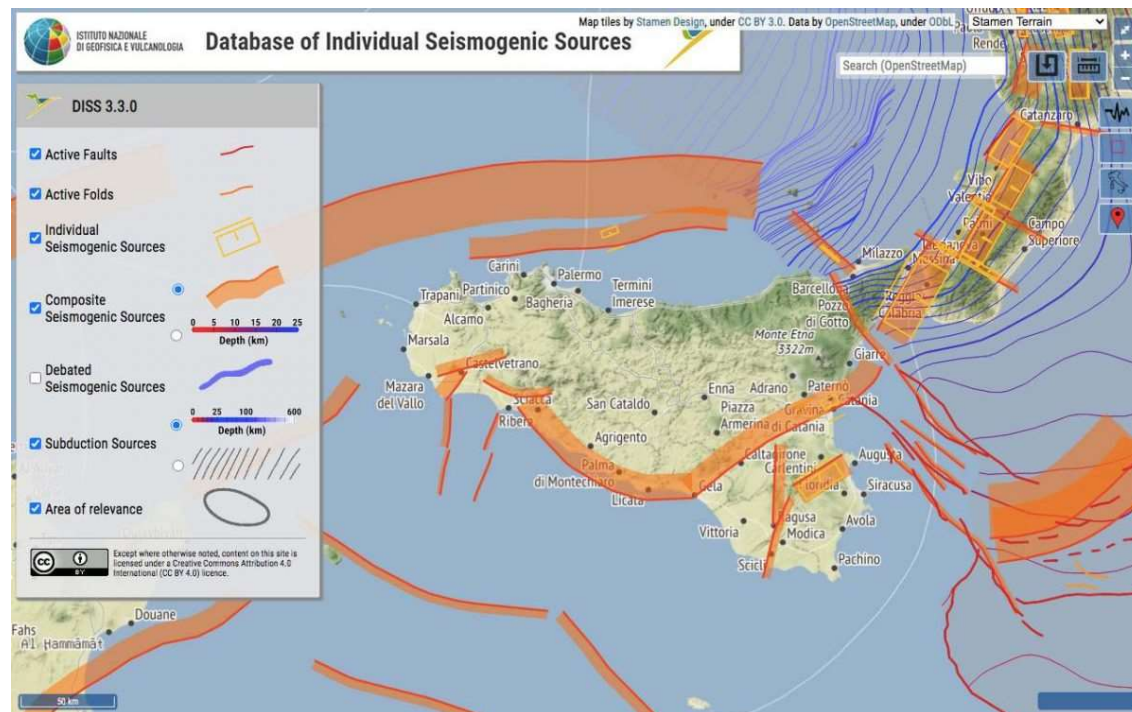 ISTITUTO NAZIONALE
DI GEOFISICA E VULCANOLOGIA
Database of Individual Seismogenic Sources
Map tiles by Stamen Design, under CC BY 3.0. Data by OpenStreetMap, under ODbL
Stamen Terrain
Rende
Search (OpenStreetMap)
+
−
DISS 3.3.0
Active Faults
Active Folds
Individual
Seismogenic Sources
Composite
Seismogenic Sources
0 5 10 15 20 25
Depth (km)
Debated
Seismogenic Sources
0 25 100 600
Depth (km)
Subduction Sources
Area of relevance
cc
BY
Except where otherwise noted, content on this site is
licensed under a Creative Commons Attribution 4.0
International (CC BY 4.0) licence.
Catanzaro
Vibo
Valentia
Palmi
Campo
Superiore
Milazzo
Messina
Barcellona
Pozzo
di Gotto
Reggio
Calabria
Carini
Palermo
Partinico
Trapani
Bagheria
Termini
Imerese
Alcamo
Marsala
Monte Etna
3322m
Giarre
Castelvetrano
Mazara
del Vallo
Sciacca
Ribera
San Cataldo
Enna
Adrano
Paternò
Piazza
Armerina
Gravina
di Catania
Catania
Agrigento
Palma
di Montechiaro
Licata
Gela
Caltagirone
Carlentini
Augusta
Floridia
Siracusa
Vittoria
Ragusa
Modica
Avola
Scicli
Pachino
Douane
Fahs
Al Ḥammāmāt
50 km